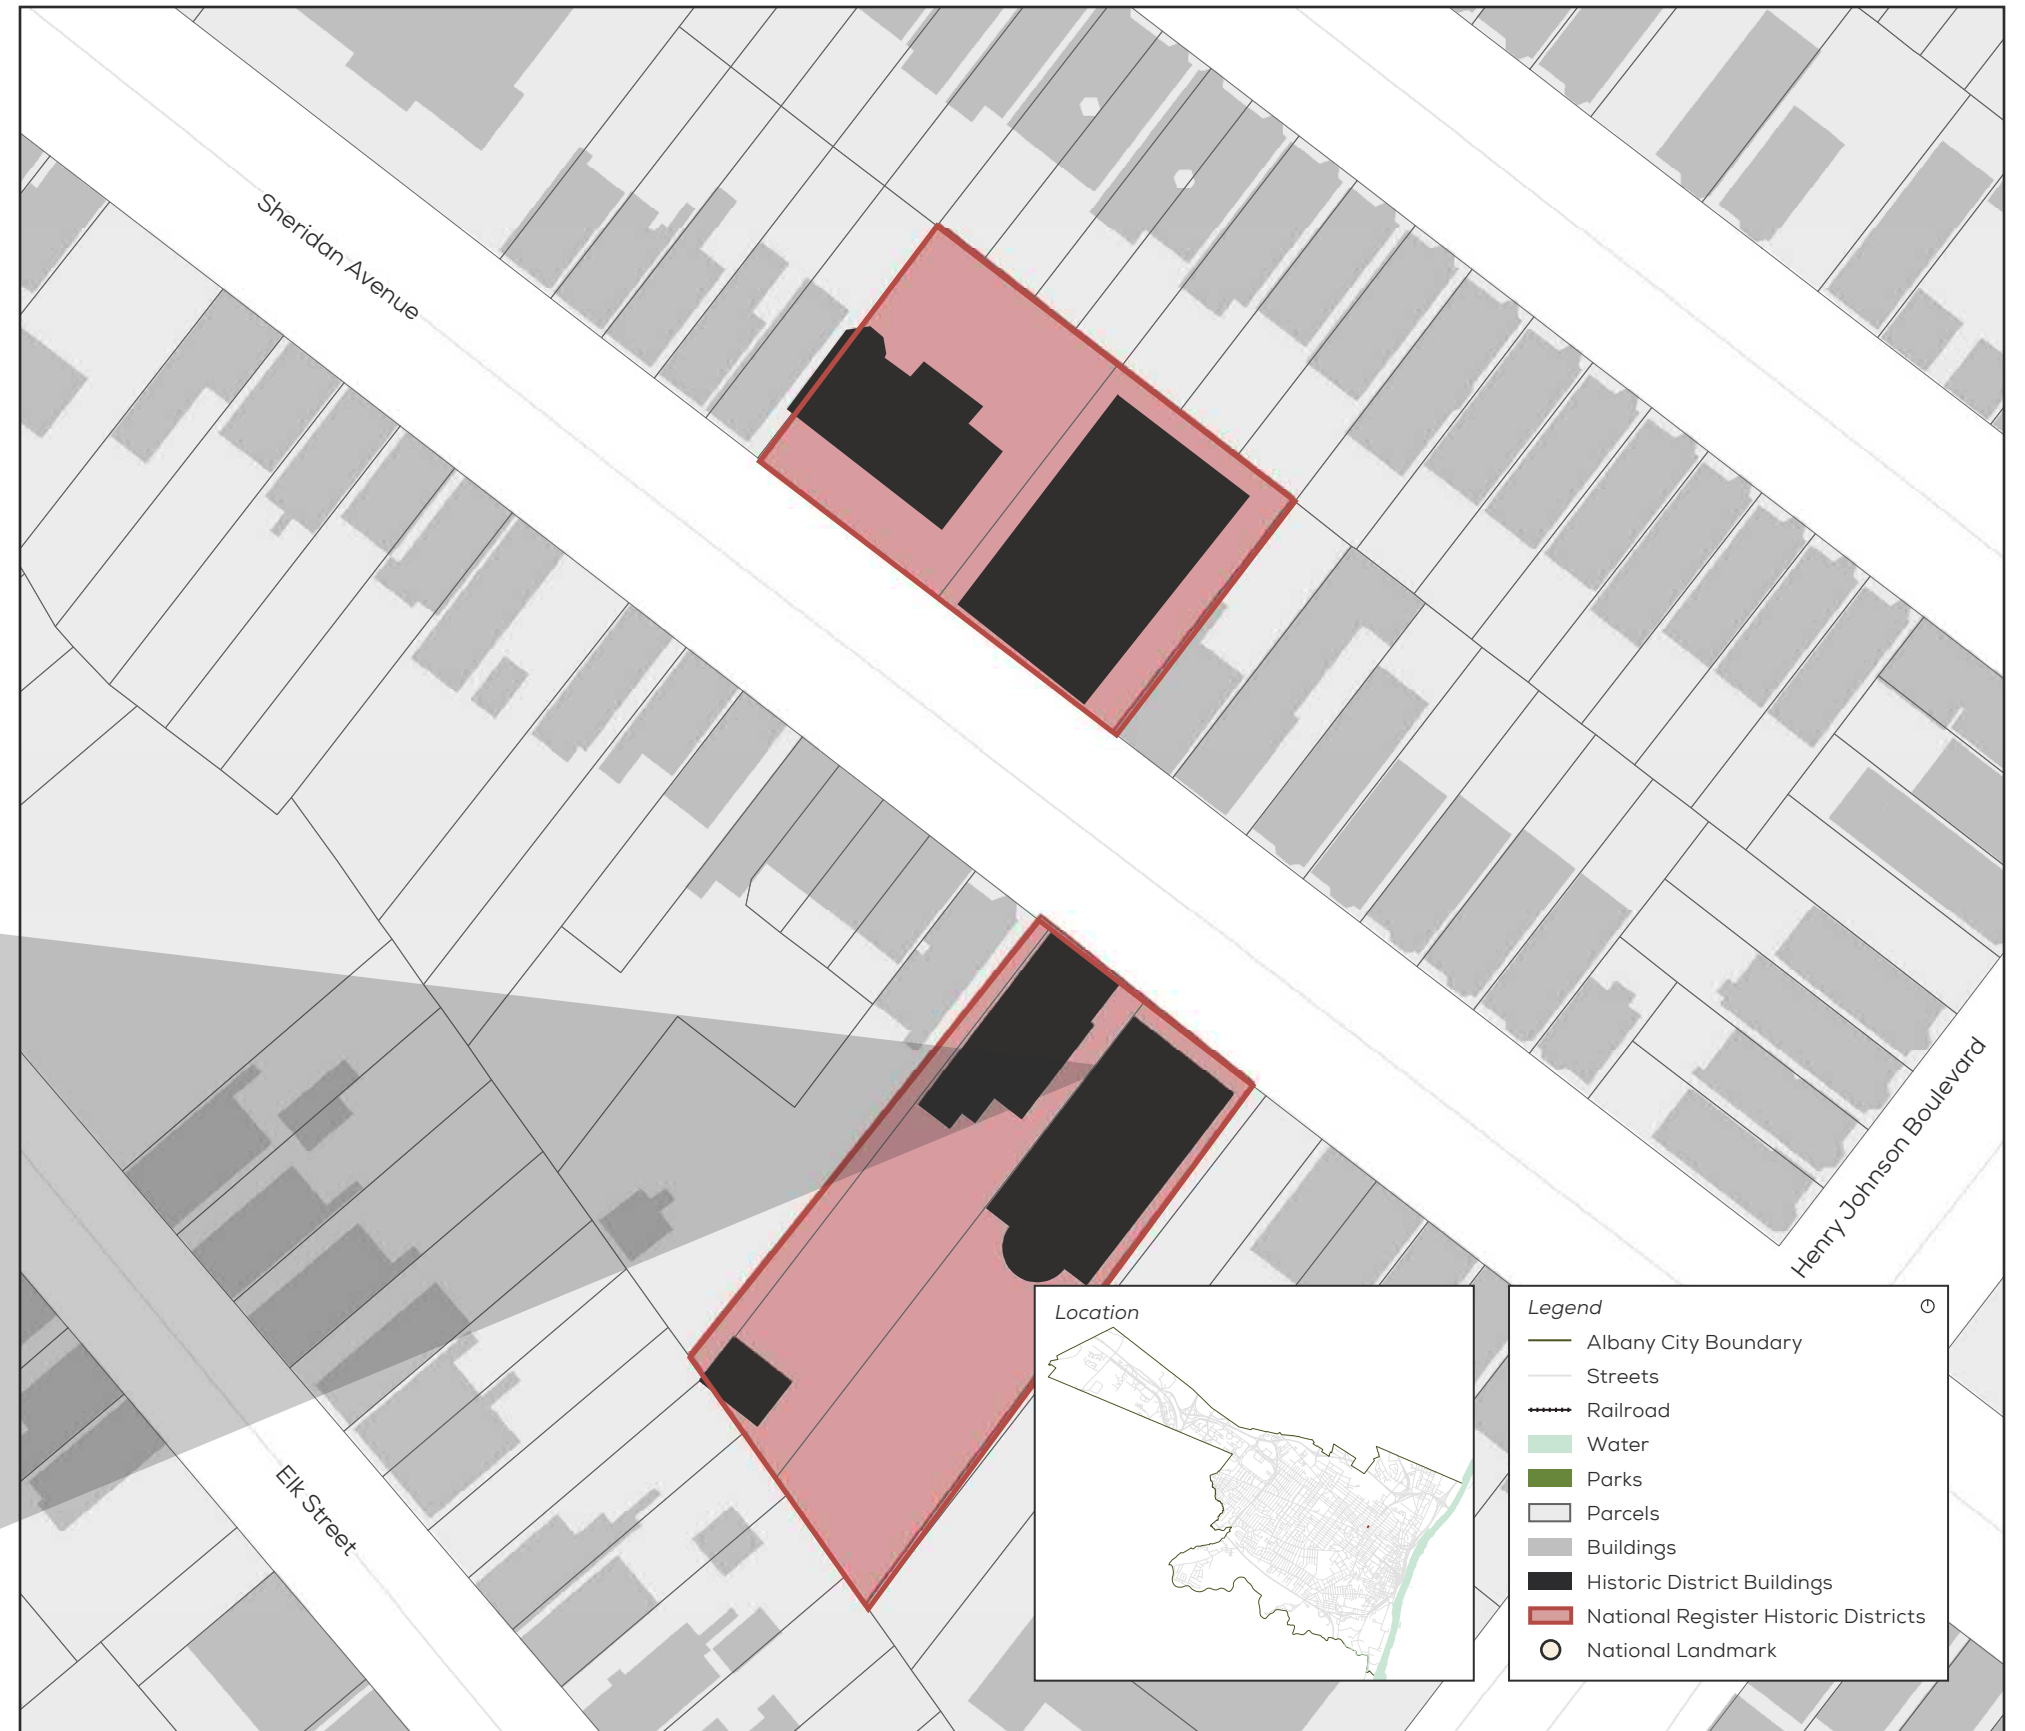 Sheridan Avenue
Henry Johnson Boulevard
Elk Street
Location
Legend
Albany City Boundary
Streets
Railroad
Water
Parks
Parcels
Buildings
Historic District Buildings
National Register Historic Districts
National Landmark